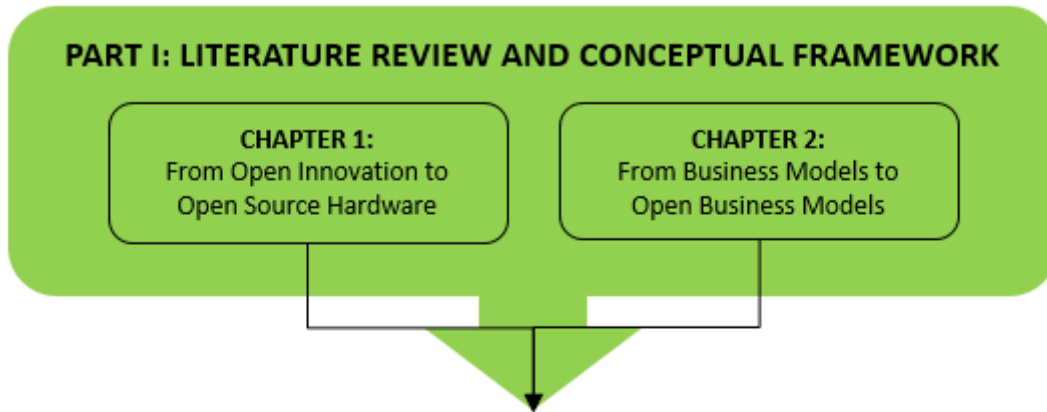 PART I: LITERATURE REVIEW AND CONCEPTUAL FRAMEWORK
CHAPTER 1:
From Open Innovation to
Open Source Hardware
CHAPTER 2:
From Business Models to
Open Business Models